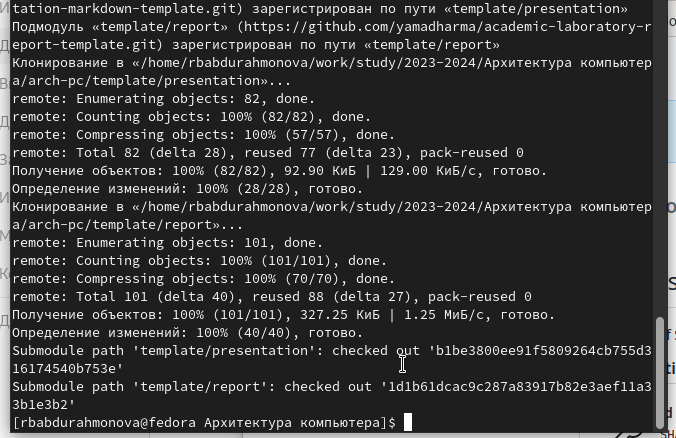 tation-markdown-template.git) зарегистрирован по пути «template/presentation»
Подмодуль «template/report» (https://github.com/yamadharma/academic-laboratory-r
eport-template.git) зарегистрирован по пути «template/report»
Клонирование в «/home/rbabdurahmonova/work/study/2023-2024/Архитектура компьютер
а/arch-pc/template/presentation»...
remote: Enumerating objects: 82, done.
remote: Counting objects: 100% (82/82), done.
remote: Compressing objects: 100% (57/57), done.
remote: Total 82 (delta 28), reused 77 (delta 23), pack-reused 0
Получение объектов: 100% (82/82), 92.90 КиБ | 129.00 КиБ/с, готово.
Определение изменений: 100% (28/28), готово.
Клонирование в «/home/rbabdurahmonova/work/study/2023-2024/Архитектура компьютер
а/arch-pc/template/report»...
remote: Enumerating objects: 101, done.
remote: Counting objects: 100% (101/101), done.
remote: Compressing objects: 100% (70/70), done.
remote: Total 101 (delta 40), reused 88 (delta 27), pack-reused 0
Получение объектов: 100% (101/101), 327.25 КиБ | 1.25 МиБ/с, готово.
Определение изменений: 100% (40/40), готово.
Submodule path 'template/presentation': checked out 'b1be3800ee91f5809264cb755d3
16174540b753e'
Submodule path 'template/report': checked out '1d1b61dcac9c287a83917b82e3aef11a3
3b1e3b2'
[rbabdurahmonova@fedora Архитектура компьютера]$